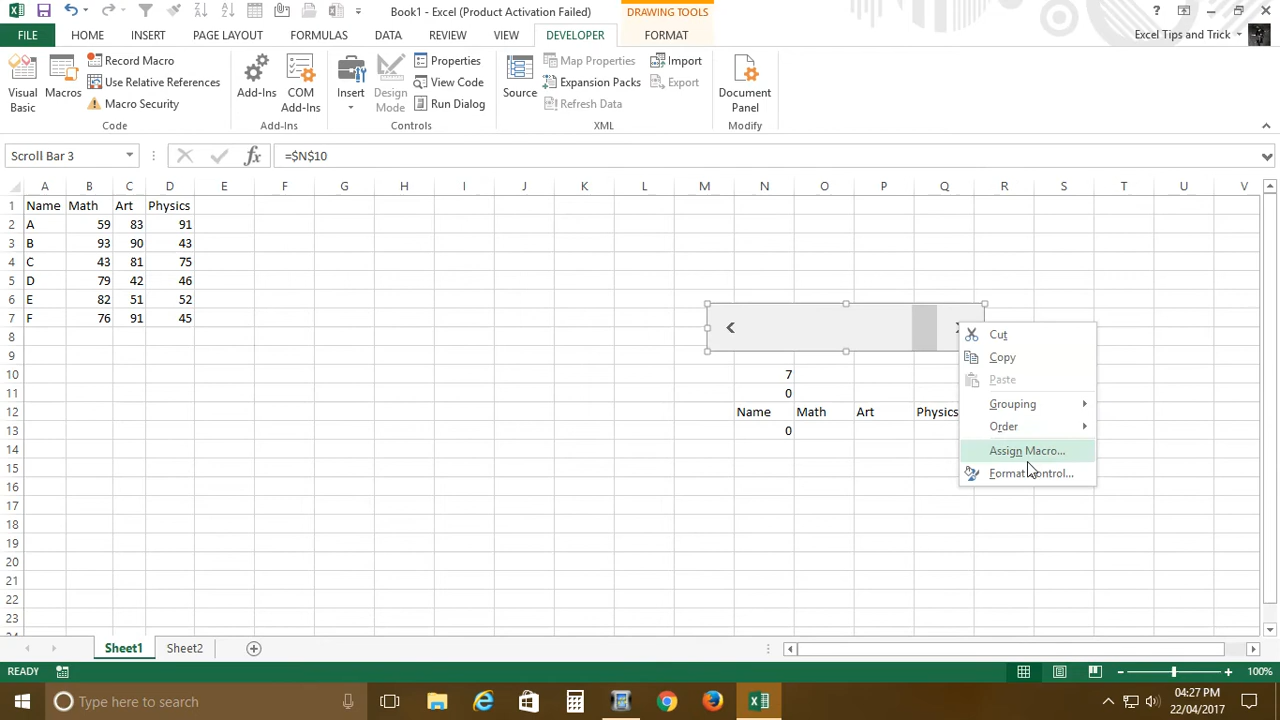 Book1 - Excel (Product Activation Failed)
DRAWING TOOLS
FILE HOME INSERT PAGE LAYOUT FORMULAS DATA REVIEW VIEW DEVELOPER FORMAT Excel Tips and Trick
Visual Basic
Macros
Record Macro
Use Relative References
Macro Security
Code
Add-Ins
COM Add-Ins
Add-Ins
Insert
Design Mode
Properties
View Code
Run Dialog
Controls
Source
Map Properties
Expansion Packs
Refresh Data
Import
Export
XML
Document Panel
Modify
Scroll Bar 3 fx =$N$10
A B C D E F G H I J K L M N O P Q R S T U V
1 Name Math Art Physics
2 A 59 83 91
3 B 93 90 43
4 C 43 81 75
5 D 79 42 46
6 E 82 51 52
7 F 76 91 45
8
9
10 7
11 0
12 Name Math Art Physics
13 0
14
15
16
17
18
19
20
21
22
23
Cut
Copy
Paste
Grouping
Order
Assign Macro...
Format Control...
Sheet1 Sheet2
READY 100%
Type here to search
04:27 PM
22/04/2017